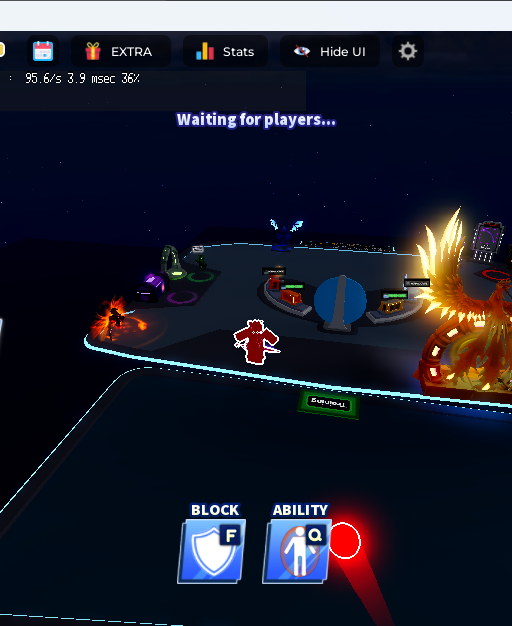 EXTRA
Stats
Hide UI
: 95.6/s 3.9 msec 36%
Waiting for players...
BLOCK
ABILITY
F
Q